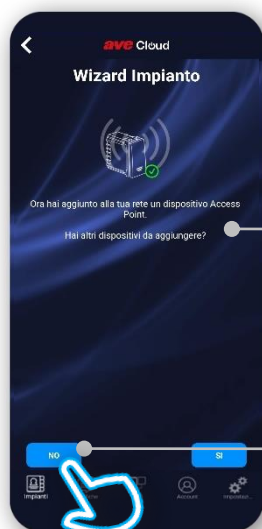 ave Cloud
Wizard Impianto
Ora hai aggiunto alla tua rete un dispositivo Access
Point.
Hai altri dispositivi da aggiungere?
NO
SI
Impianti
Account